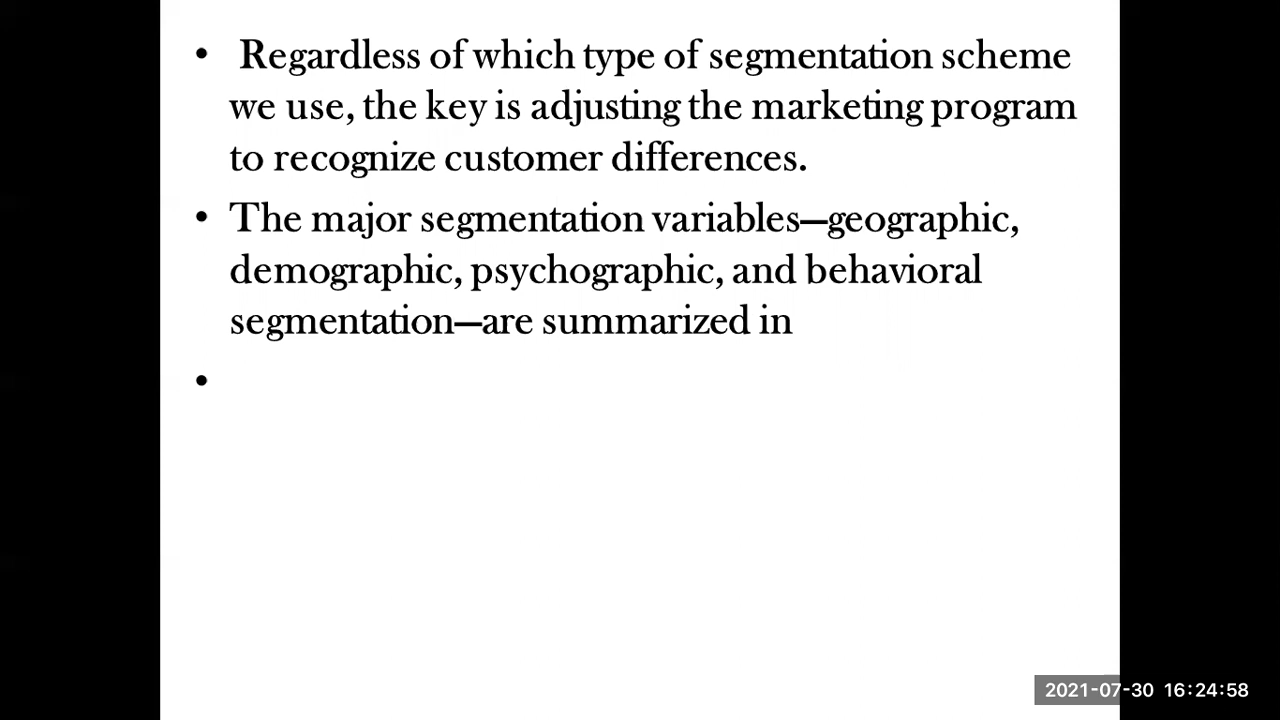 • Regardless of which type of segmentation scheme
we use, the key is adjusting the marketing program
to recognize customer differences.
• The major segmentation variables—geographic,
demographic, psychographic, and behavioral
segmentation—are summarized in
•
2021-07-30 16:24:58